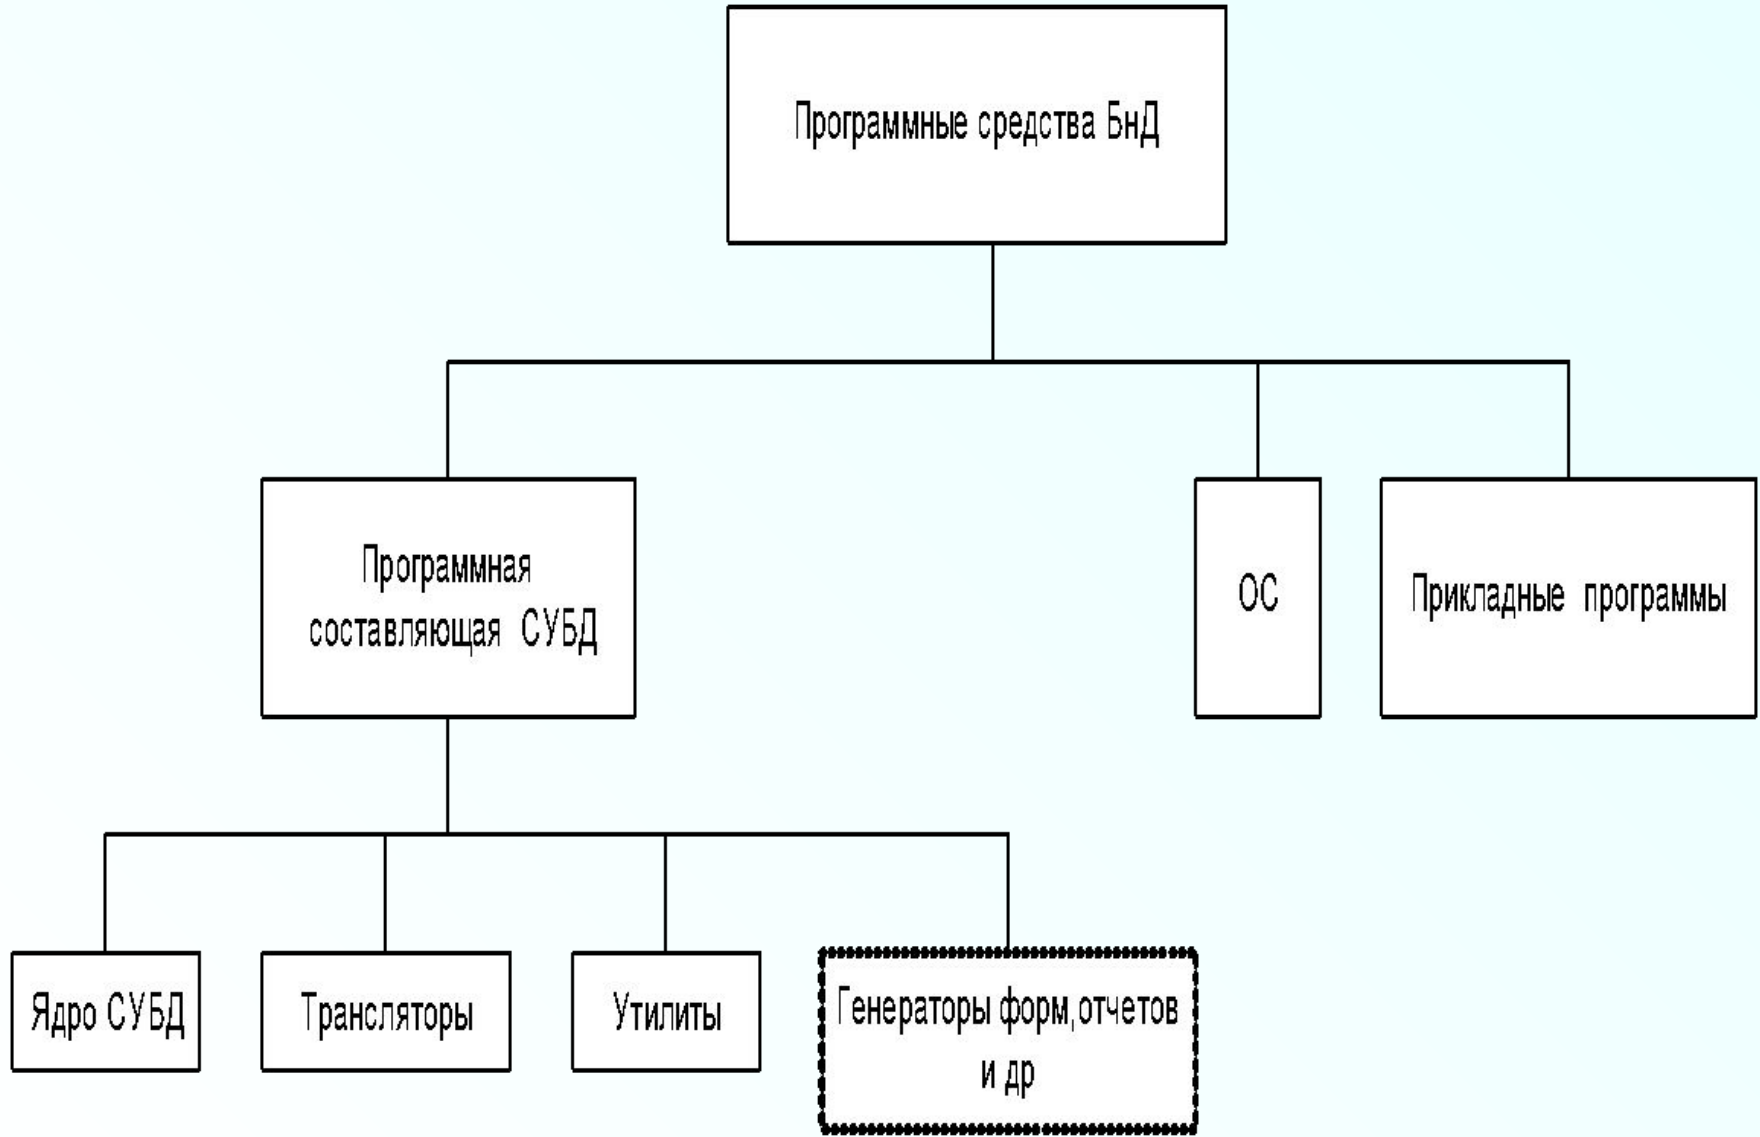 Программные средства БнД
Программная
составляющая СУБД
ОС
Прикладные программы
Ядро СУБД
Трансляторы
Утилиты
Генераторы форм,отчетов
и др